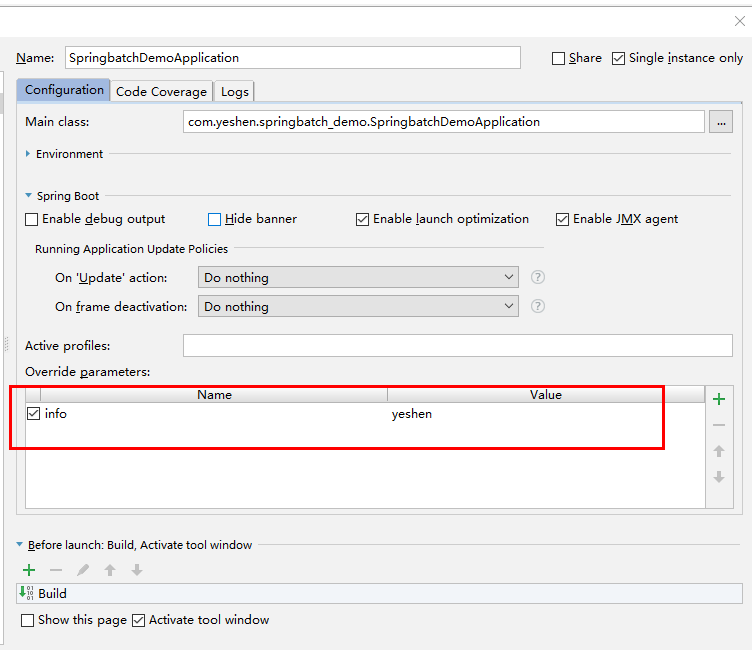 Name: SpringbatchDemoApplication Share Single instance only
Configuration Code Coverage Logs
Main class: com.yeshen.springbatch_demo.SpringbatchDemoApplication ...
Environment
Spring Boot
Enable debug output Hide banner Enable launch optimization Enable JMX agent
Running Application Update Policies
On 'Update' action: Do nothing ?
On frame deactivation: Do nothing ?
Active profiles:
Override parameters:
Name Value
info yeshen
Before launch: Build, Activate tool window
Build
Show this page Activate tool window